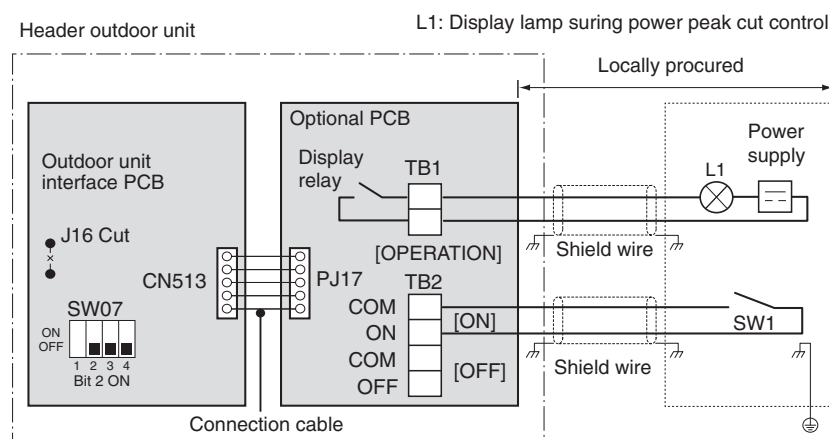 Header outdoor unit
L1: Display lamp suring power peak cut control
Locally procured
Outdoor unit
interface PCB
J16 Cut
×
SW07
ON
OFF
1 2 3 4
Bit 2 ON
CN513
Connection cable
Optional PCB
Display
relay
TB1
[OPERATION]
PJ17
TB2
COM
ON
[ON]
COM
OFF
[OFF]
Shield wire
Shield wire
L1
Power
supply
SW1